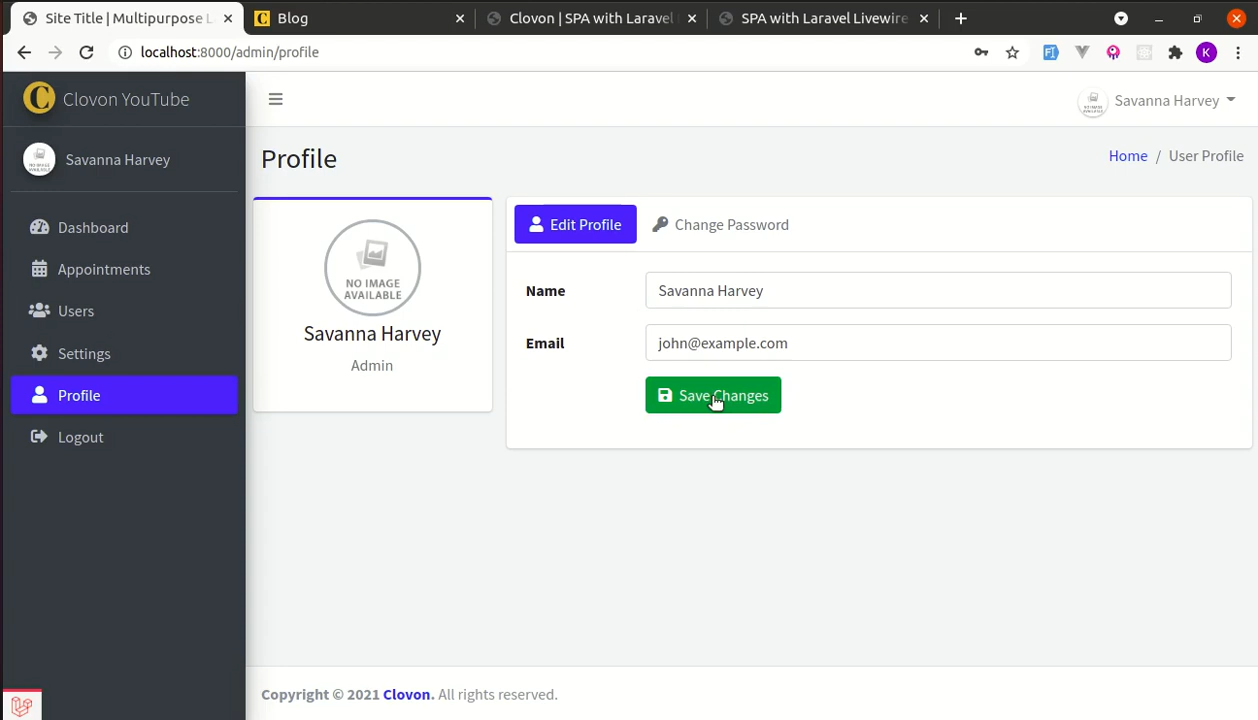 Site Title | Multipurpose L
Blog
Clovon | SPA with Laravel
SPA with Laravel Livewire
localhost:8000/admin/profile
K
Clovon YouTube
Savanna Harvey
Savanna Harvey
Profile
Home / User Profile
Dashboard
Appointments
Users
Settings
Profile
Logout
NO IMAGE
AVAILABLE
Savanna Harvey
Admin
Edit Profile
Change Password
Name
Savanna Harvey
Email
john@example.com
Save Changes
Copyright © 2021 Clovon. All rights reserved.